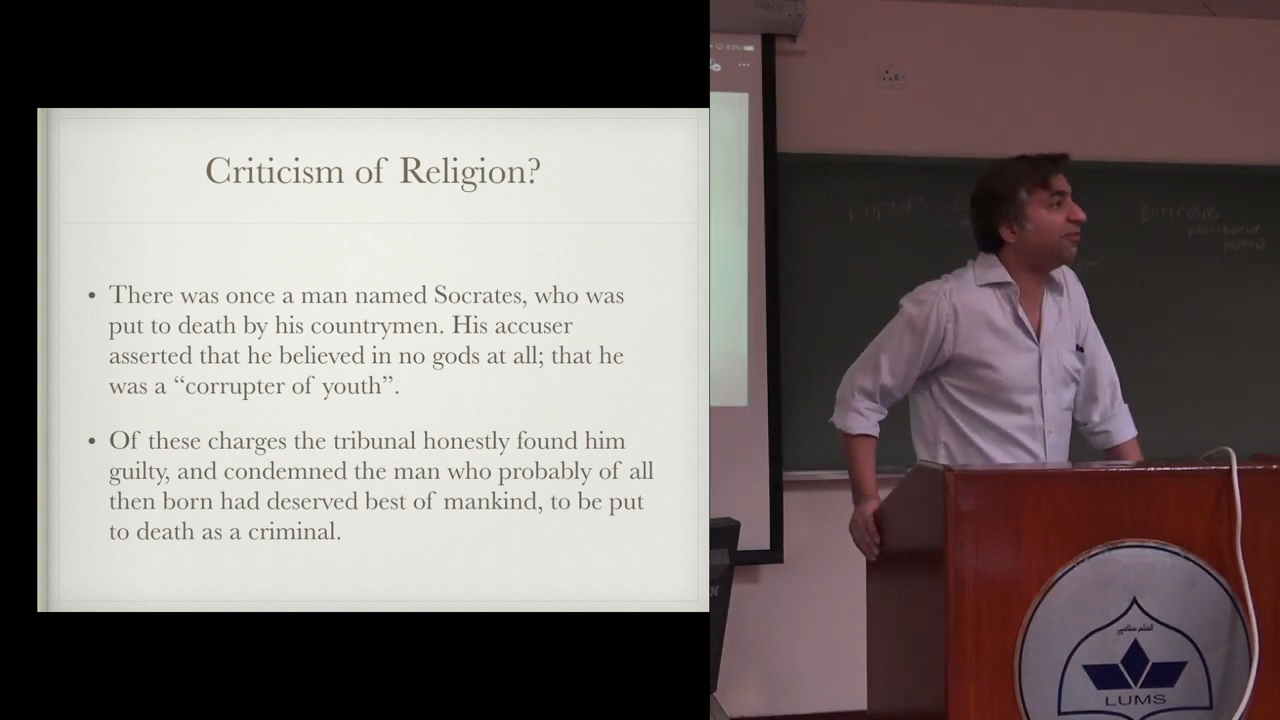 Criticism of Religion?
• There was once a man named Socrates, who was
put to death by his countrymen. His accuser
asserted that he believed in no gods at all; that he
was a “corrupter of youth”.
• Of these charges the tribunal honestly found him
guilty, and condemned the man who probably of all
then born had deserved best of mankind, to be put
to death as a criminal.
LUMS